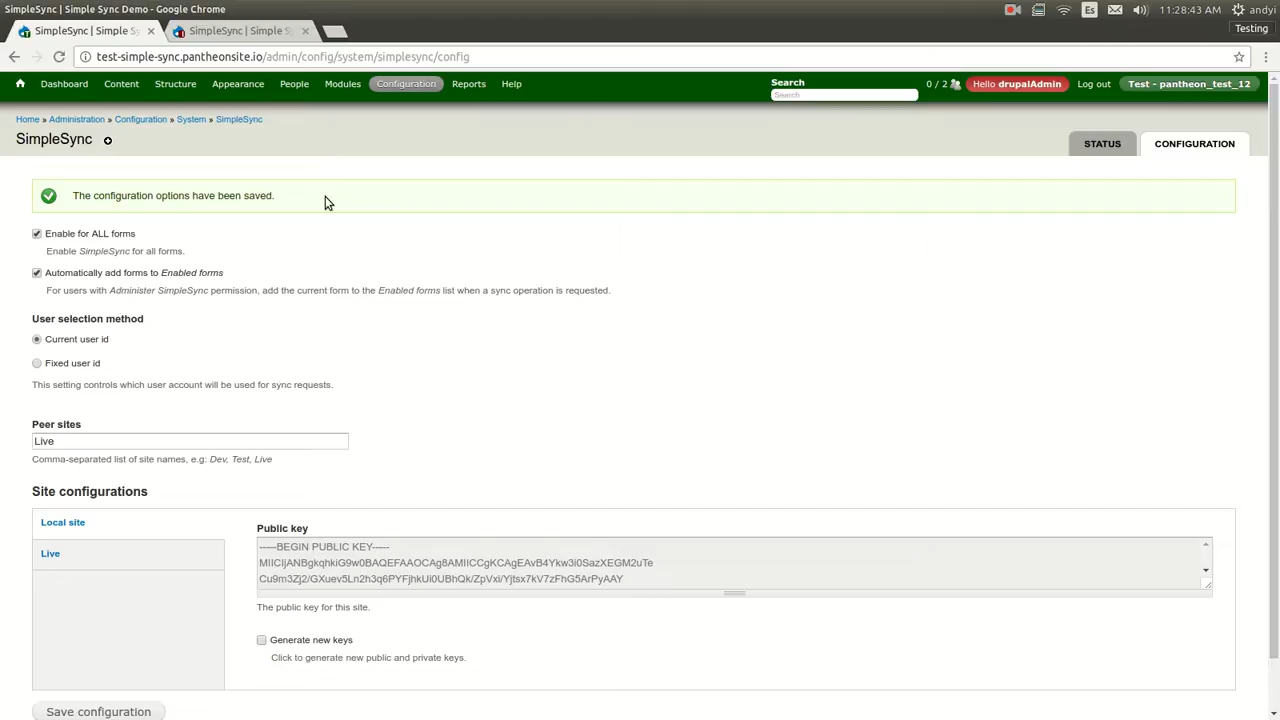 SimpleSync | Simple Sync Demo - Google Chrome
Es
11:28:43 AM
andyi
SimpleSync | Simple S
SimpleSync | Simple S
Testing
test-simple-sync.pantheonsite.io/admin/config/system/simplesync/config
Dashboard Content Structure Appearance People Modules Configuration Reports Help
Search
Search
0 / 2
Hello drupalAdmin
Log out
Test - pantheon_test_12
Home » Administration » Configuration » System » SimpleSync
SimpleSync
STATUS
CONFIGURATION
The configuration options have been saved.
Enable for ALL forms
Enable SimpleSync for all forms.
Automatically add forms to Enabled forms
For users with Administer SimpleSync permission, add the current form to the Enabled forms list when a sync operation is requested.
User selection method
Current user id
Fixed user id
This setting controls which user account will be used for sync requests.
Peer sites
Live
Comma-separated list of site names, e.g: Dev, Test, Live
Site configurations
Local site
Live
Public key
-----BEGIN PUBLIC KEY-----
MIICIjANBgkqhkiG9w0BAQEFAAOCAg8AMIICCgKCAgEAvB4Ykw3i0SazXEGM2uTe
Cu9m3Zj2/GXuev5Ln2h3q6PYFjhkUi0UBhQk/ZpVxi/Yjtsx7kV7zFhG5ArPyAAY
The public key for this site.
Generate new keys
Click to generate new public and private keys.
Save configuration